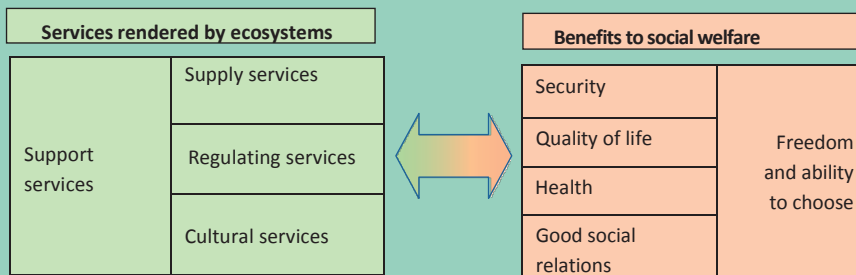 Services rendered by ecosystems
Support
services
Supply services
Regulating services
Cultural services
Benefits to social welfare
Security
Quality of life
Health
Good social
relations
Freedom
and ability
to choose